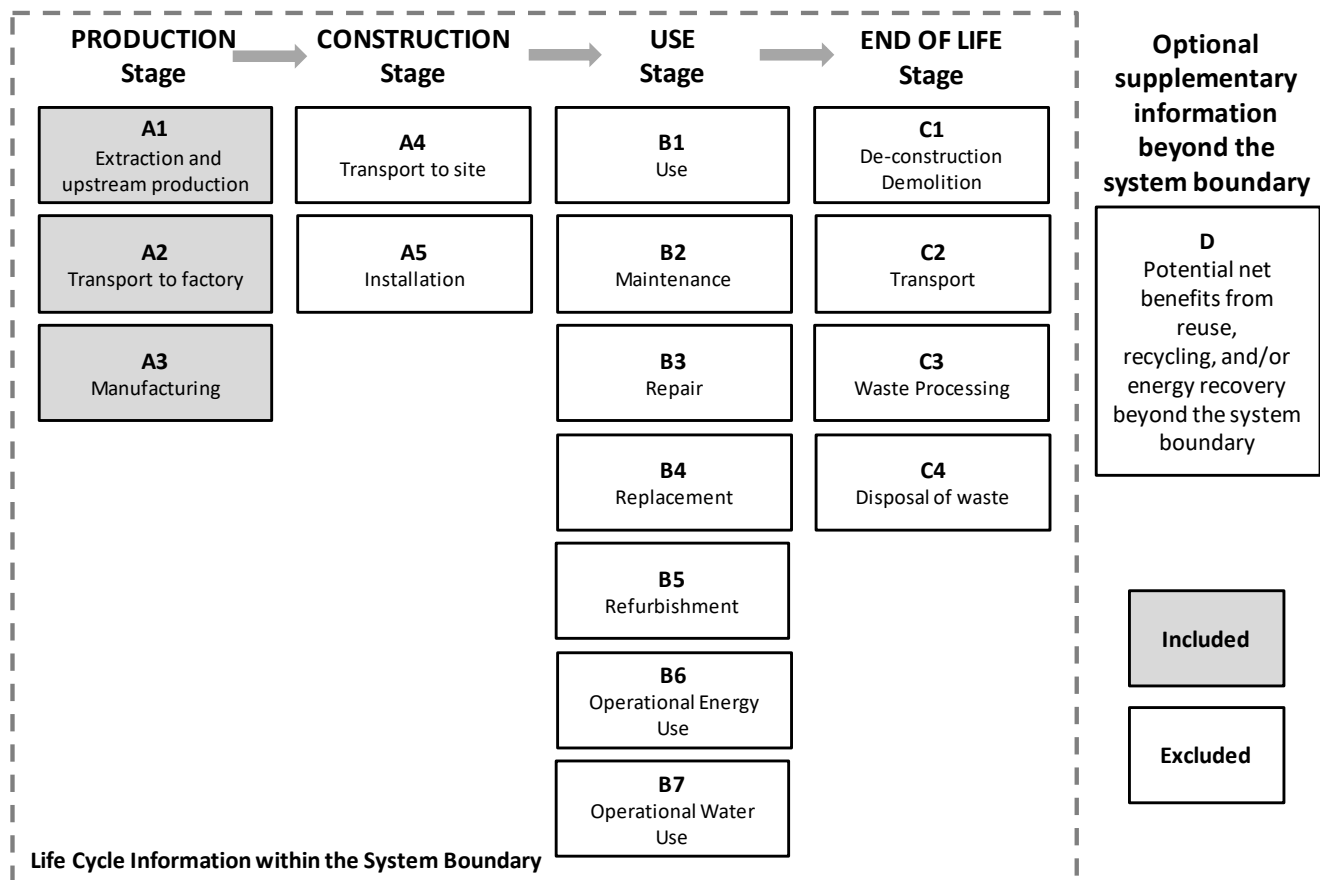 PRODUCTION
Stage
CONSTRUCTION
Stage
USE
Stage
END OF LIFE
Stage
A1
Extraction and
upstream production
A2
Transport to factory
A3
Manufacturing
A4
Transport to site
A5
Installation
B1
Use
B2
Maintenance
B3
Repair
B4
Replacement
B5
Refurbishment
B6
Operational Energy
Use
B7
Operational Water
Use
C1
De-construction
Demolition
C2
Transport
C3
Waste Processing
C4
Disposal of waste
Life Cycle Information within the System Boundary
Optional
supplementary
information
beyond the
system boundary
D
Potential net
benefits from
reuse,
recycling, and/or
energy recovery
beyond the system
boundary
Included
Excluded